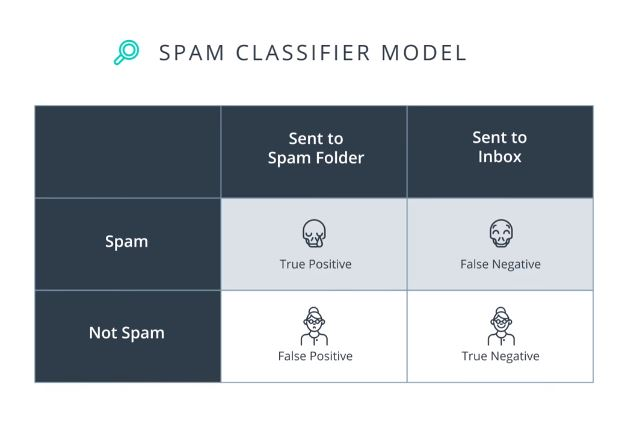 SPAM CLASSIFIER MODEL
Sent to
Spam Folder
Sent to
Inbox
Spam
True Positive
False Negative
Not Spam
False Positive
True Negative